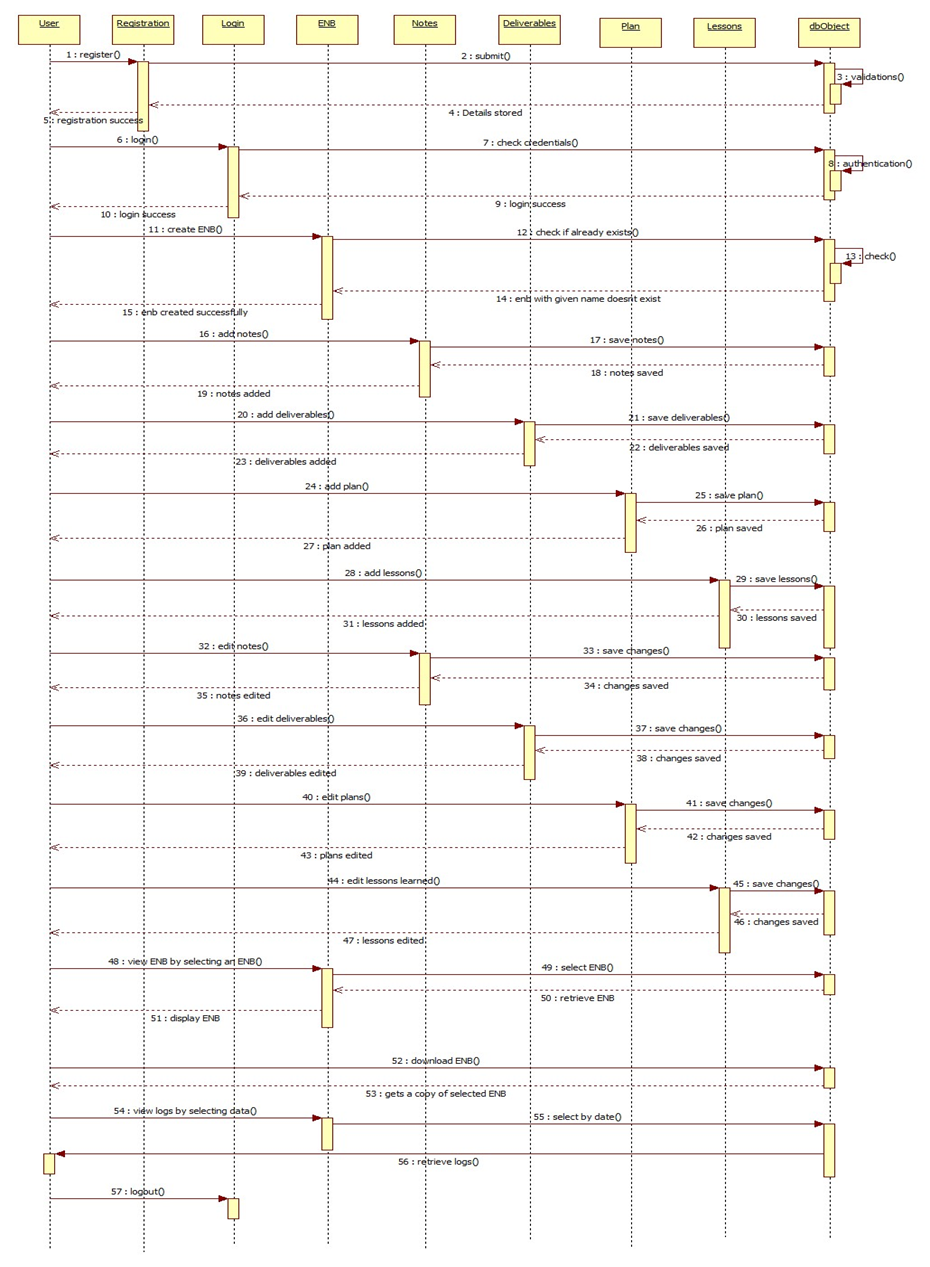 User
Registration
Login
ENB
Notes
Deliverables
Plan
Lessons
dbObject
1 : register()
2 : submit()
3 : validations()
4 : Details stored
5 : registration success
6 : login()
7 : check credentials()
8 : authentication()
9 : login success
10 : login success
11 : create ENB()
12 : check if already exists()
13 : check()
14 : enb with given name doesnt exist
15 : enb created successfully
16 : add notes()
17 : save notes()
18 : notes saved
19 : notes added
20 : add deliverables()
21 : save deliverables()
22 : deliverables saved
23 : deliverables added
24 : add plan()
25 : save plan()
26 : plan saved
27 : plan added
28 : add lessons()
29 : save lessons()
30 : lessons saved
31 : lessons added
32 : edit notes()
33 : save changes()
34 : changes saved
35 : notes edited
36 : edit deliverables()
37 : save changes()
38 : changes saved
39 : deliverables edited
40 : edit plans()
41 : save changes()
42 : changes saved
43 : plans edited
44 : edit lessons learned()
45 : save changes()
46 : changes saved
47 : lessons edited
48 : view ENB by selecting an ENB()
49 : select ENB()
50 : retrieve ENB
51 : display ENB
52 : download ENB()
53 : gets a copy of selected ENB
54 : view logs by selecting data()
55 : select by date()
56 : retrieve logs()
57 : logout()